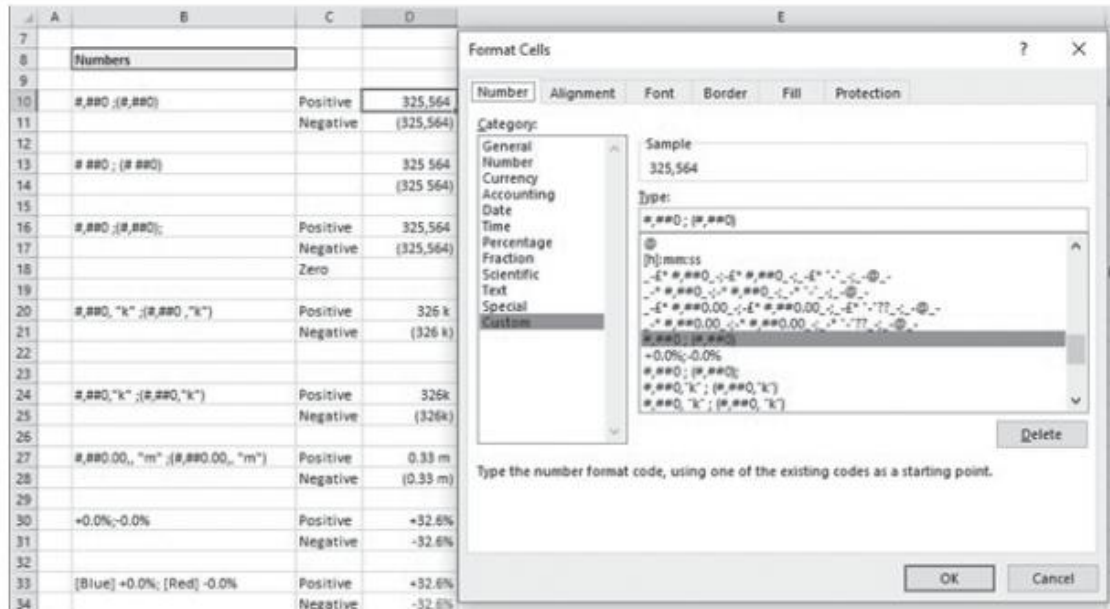 A B C D E
7
8 Numbers
9
10 #,##0 ;(#,##0) Positive 325,564
11 Negative (325,564)
12
13 # ##0 ; (# ##0) 325 564
14 (325 564)
15
16 #,##0 ;(#,##0); Positive 325,564
17 Negative (325,564)
18 Zero
19
20 #,##0, "k" ;(#,##0 ,"k") Positive 326 k
21 Negative (326 k)
22
23
24 #,##0,"k" ;(#,##0,"k") Positive 326k
25 Negative (326k)
26
27 #,##0.00,, "m" ;(#,##0.00,, "m") Positive 0.33 m
28 Negative (0.33 m)
29
30 +0.0%;-0.0% Positive +32.6%
31 Negative -32.6%
32
33 [Blue] +0.0%; [Red] -0.0% Positive +32.6%
34 Negative -32.6%
Format Cells ? ×
Number Alignment Font Border Fill Protection
Category:
General
Number
Currency
Accounting
Date
Time
Percentage
Fraction
Scientific
Text
Special
Custom
Sample
325,564
Type:
#,##0 ; (#,##0)
@
[h]:mm:ss
#,##0 ; (#,##0)
+0.0%;-0.0%
#,##0 ; (#,##0);
#,##0,"k" ; (#,##0,"k")
#,##0, "k" ; (#,##0, "k")
Delete
Type the number format code, using one of the existing codes as a starting point.
OK Cancel